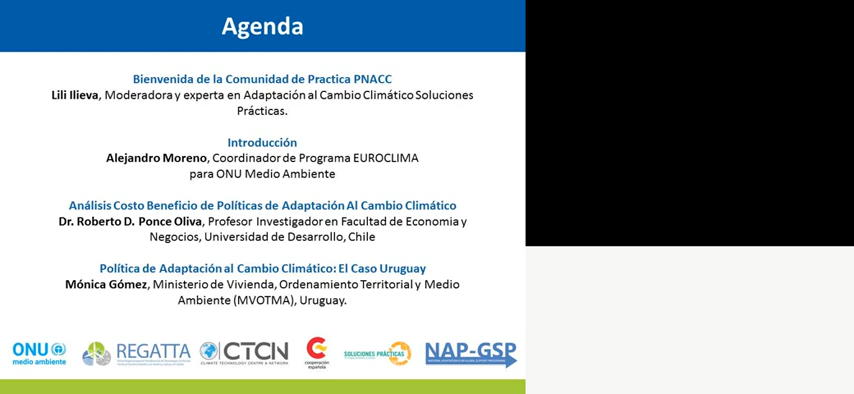 Agenda
Bienvenida de la Comunidad de Practica PNACC
Lili Ilieva, Moderadora y experta en Adaptación al Cambio Climático Soluciones
Prácticas.
Introducción
Alejandro Moreno, Coordinador de Programa EUROCLIMA
para ONU Medio Ambiente
Análisis Costo Beneficio de Políticas de Adaptación Al Cambio Climático
Dr. Roberto D. Ponce Oliva, Profesor Investigador en Facultad de Economia y
Negocios, Universidad de Desarrollo, Chile
Política de Adaptación al Cambio Climático: El Caso Uruguay
Mónica Gómez, Ministerio de Vivienda, Ordenamiento Territorial y Medio
Ambiente (MVOTMA), Uruguay.
ONU
medio ambiente
REGATTA
CTCN
CLIMATE TECHNOLOGY CENTRE & NETWORK
cooperación
española
SOLUCIONES PRÁCTICAS
NAP-GSP